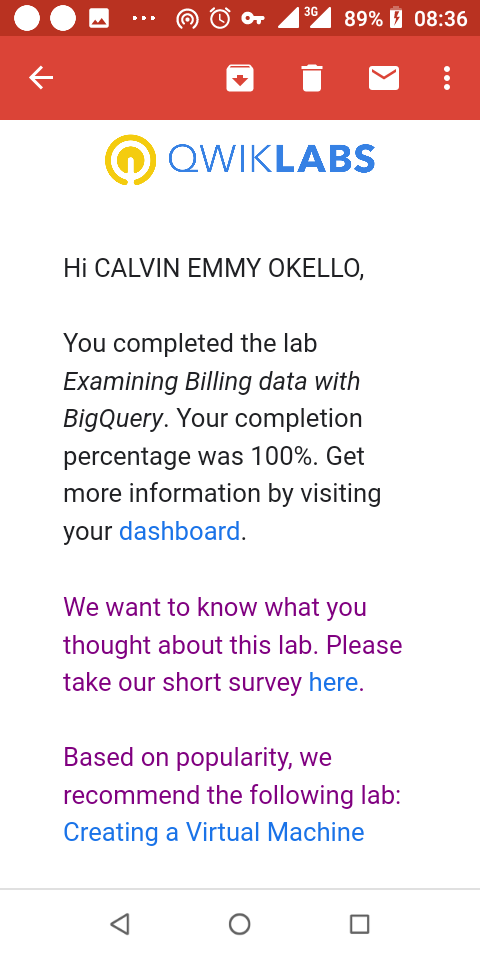 3G 89% 08:36
QWIKLABS
Hi CALVIN EMMY OKELLO,
You completed the lab
Examining Billing data with
BigQuery. Your completion
percentage was 100%. Get
more information by visiting
your dashboard.
We want to know what you
thought about this lab. Please
take our short survey here.
Based on popularity, we
recommend the following lab:
Creating a Virtual Machine